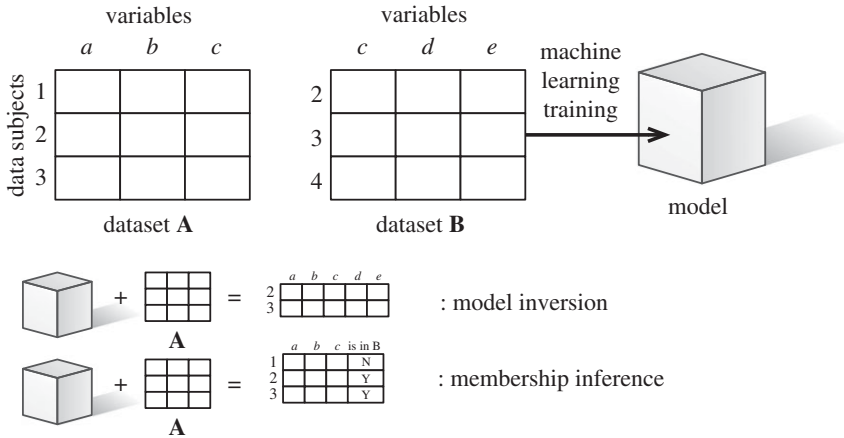 variables
a b c
data subjects
1
2
3
dataset A
variables
c d e
2
3
4
dataset B
machine
learning
training
model
+ = a b c d e
2
3
A
: model inversion
+ = a b c is in B
1 N
2 Y
3 Y
A
: membership inference